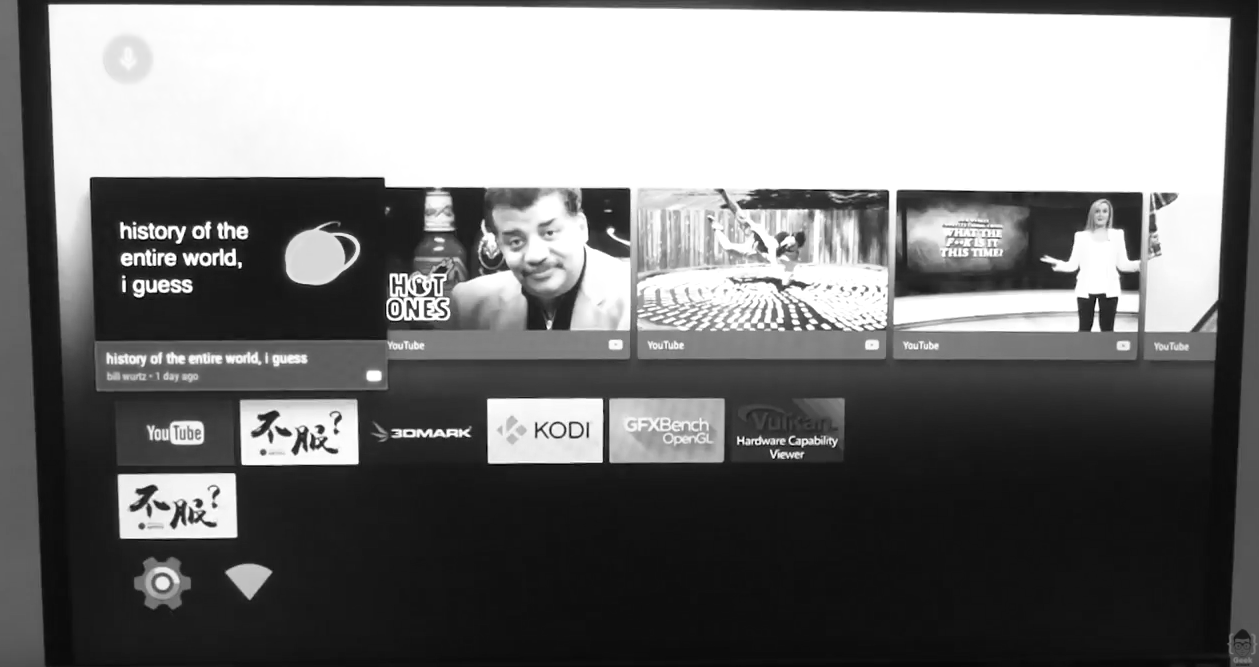 history of the
entire world,
i guess
HOT
ONES
WHAT THE
F**K IS IT
THIS TIME?
history of the entire world, i guess
bill wurtz • 1 day ago
YouTube
YouTube
YouTube
YouTube
YouTube
不服?
3DMARK
KODI
GFXBench
OpenGL
Vulkan
Hardware Capability
Viewer
不服?
Geek